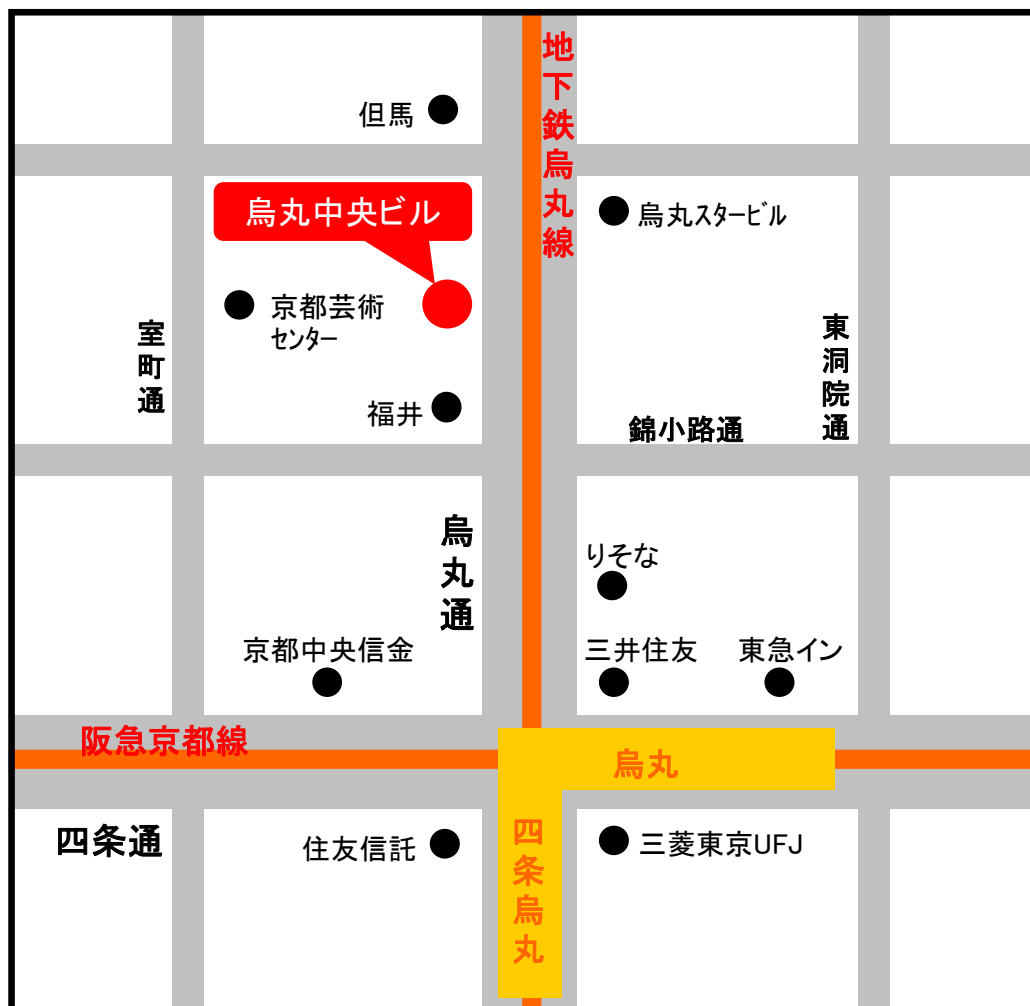 地下鉄烏丸線
但馬
烏丸中央ビル
烏丸スタービル
京都芸術
センター
室町通
東洞院通
福井
錦小路通
烏丸通
りそな
京都中央信金
三井住友
東急イン
阪急京都線
烏丸
四条通
住友信託
四条烏丸
三菱東京UFJ